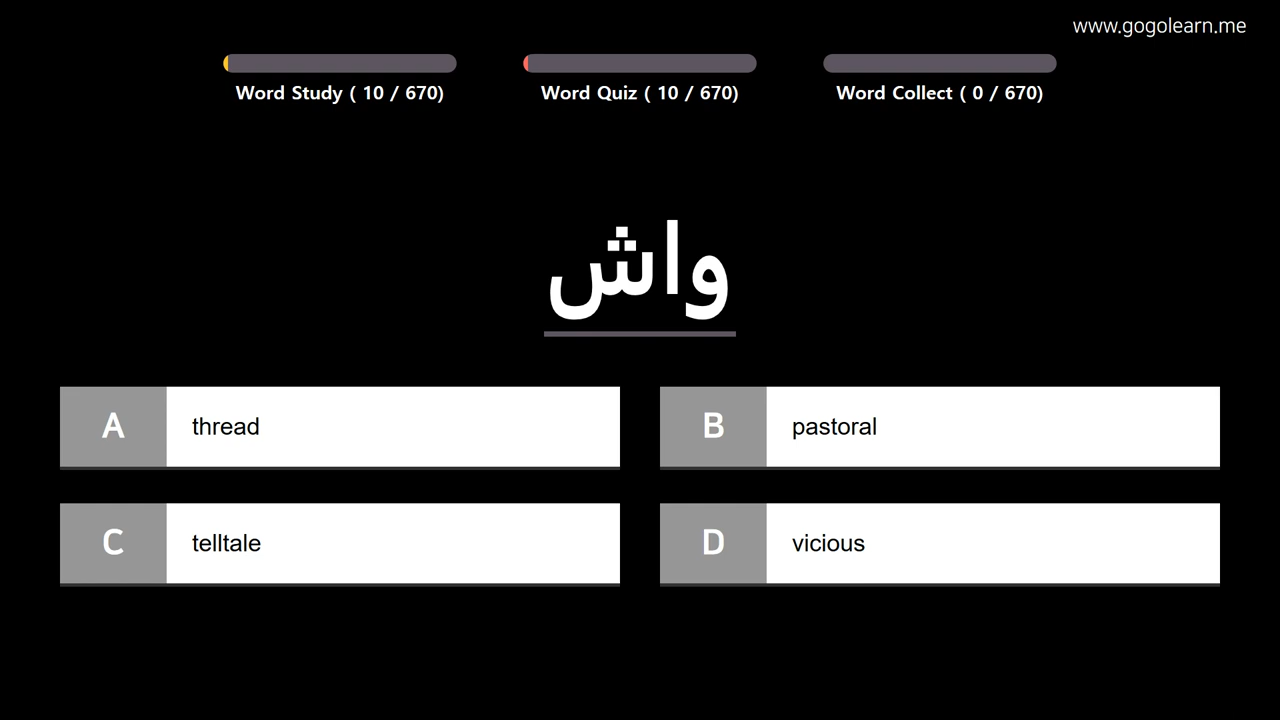 www.gogolearn.me
Word Study ( 10 / 670)
Word Quiz ( 10 / 670)
Word Collect ( 0 / 670)
واش
A thread
B pastoral
C telltale
D vicious